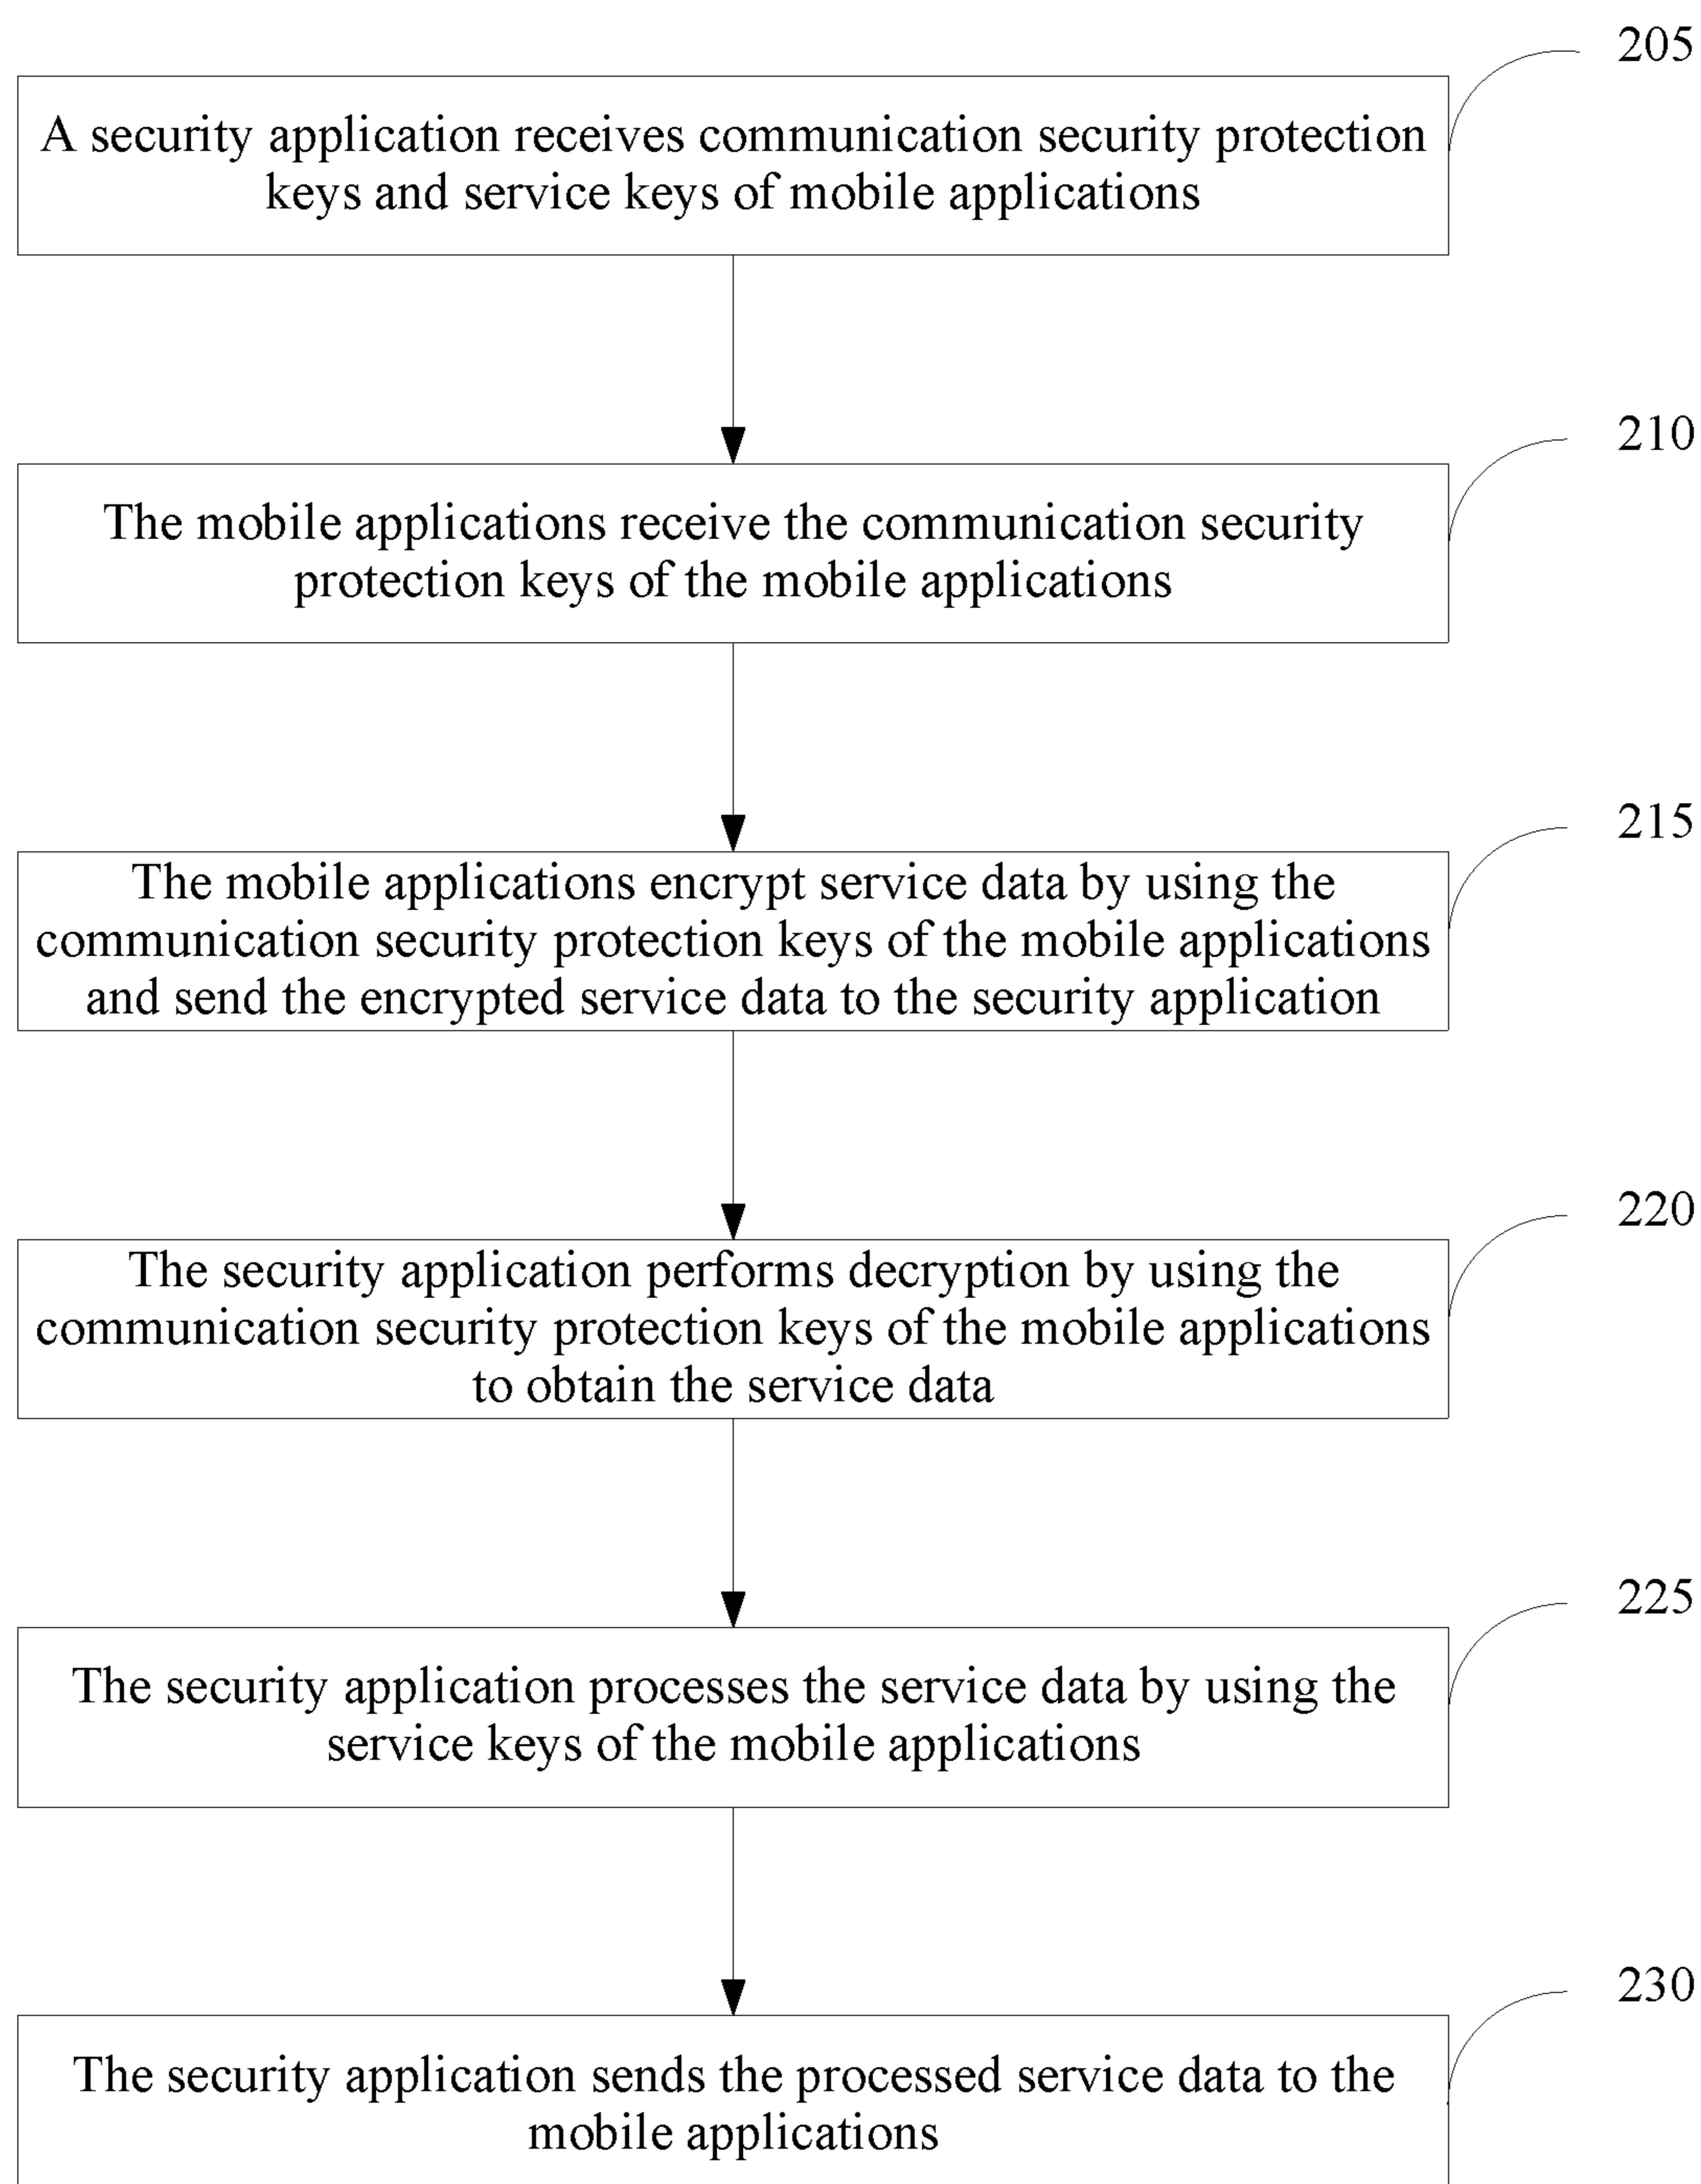 205
A security application receives communication security protection
keys and service keys of mobile applications
210
The mobile applications receive the communication security
protection keys of the mobile applications
215
The mobile applications encrypt service data by using the
communication security protection keys of the mobile applications
and send the encrypted service data to the security application
220
The security application performs decryption by using the
communication security protection keys of the mobile applications
to obtain the service data
225
The security application processes the service data by using the
service keys of the mobile applications
230
The security application sends the processed service data to the
mobile applications